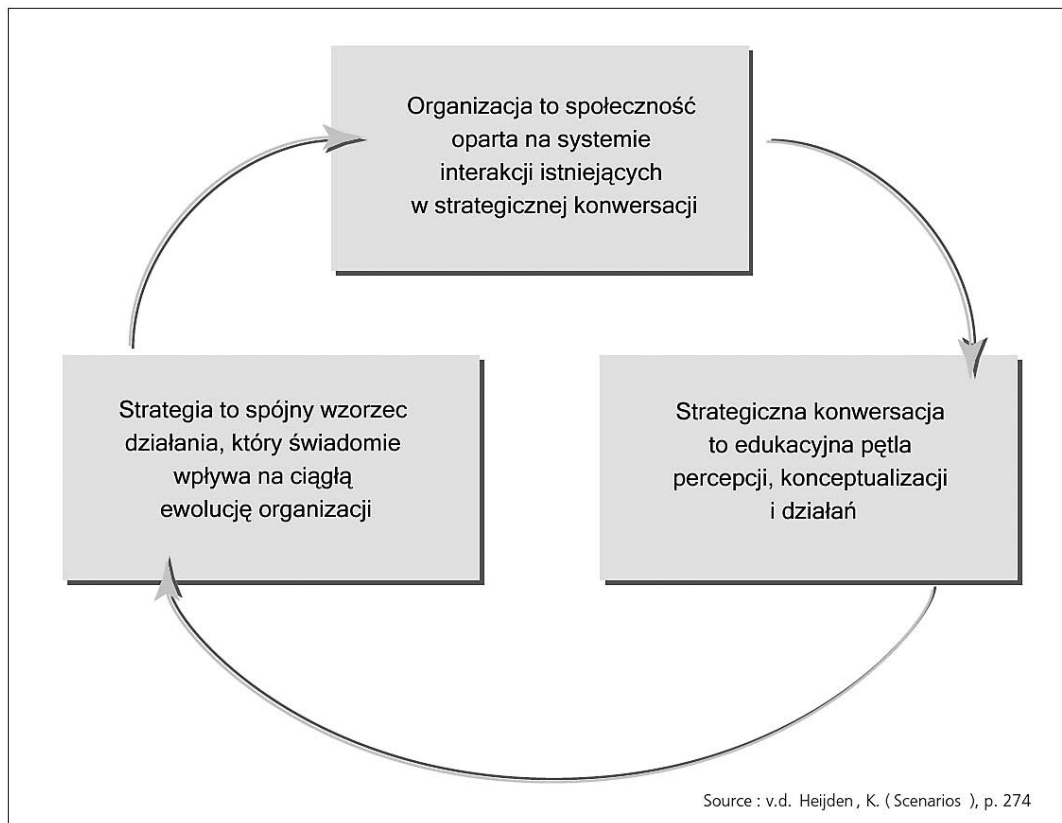 Organizacja to społeczność
oparta na systemie
interakcji istniejących
w strategicznej konwersacji
Strategia to spójny wzorzec
działania, który świadomie
wpływa na ciągłą
ewolucję organizacji
Strategiczna konwersacja
to edukacyjna pętla
percepcji, konceptualizacji
i działań
Source : v.d. Heijden , K. ( Scenarios ), p. 274